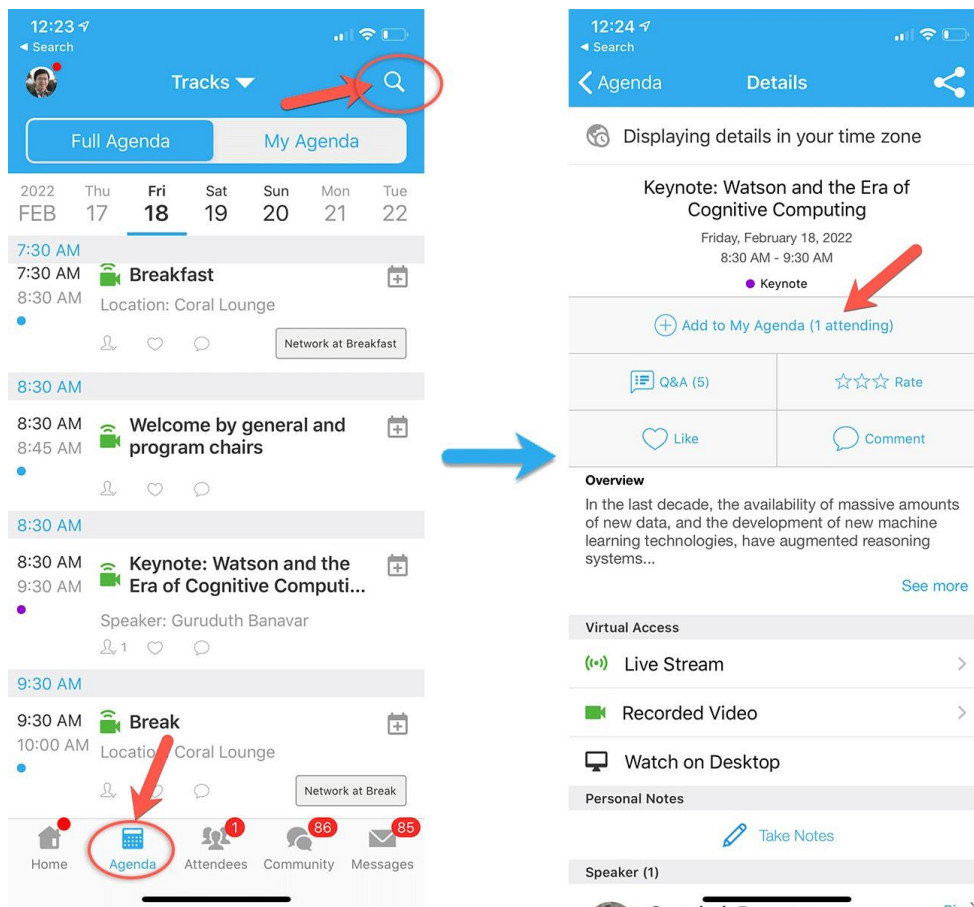 12:23
◀ Search
Tracks
Full Agenda
My Agenda
2022 Thu Fri Sat Sun Mon Tue
FEB 17 18 19 20 21 22
7:30 AM
7:30 AM Breakfast
8:30 AM Location: Coral Lounge
Network at Breakfast
8:30 AM
8:30 AM Welcome by general and
8:45 AM program chairs
8:30 AM
8:30 AM Keynote: Watson and the
9:30 AM Era of Cognitive Computi...
Speaker: Guruduth Banavar
1
9:30 AM
9:30 AM Break
10:00 AM Location: Coral Lounge
Network at Break
1 86 85
Home Agenda Attendees Community Messages
12:24
◀ Search
Agenda Details
Displaying details in your time zone
Keynote: Watson and the Era of
Cognitive Computing
Friday, February 18, 2022
8:30 AM - 9:30 AM
Keynote
Add to My Agenda (1 attending)
Q&A (5) Rate
Like Comment
Overview
In the last decade, the availability of massive amounts
of new data, and the development of new machine
learning technologies, have augmented reasoning
systems...
See more
Virtual Access
Live Stream
Recorded Video
Watch on Desktop
Personal Notes
Take Notes
Speaker (1)